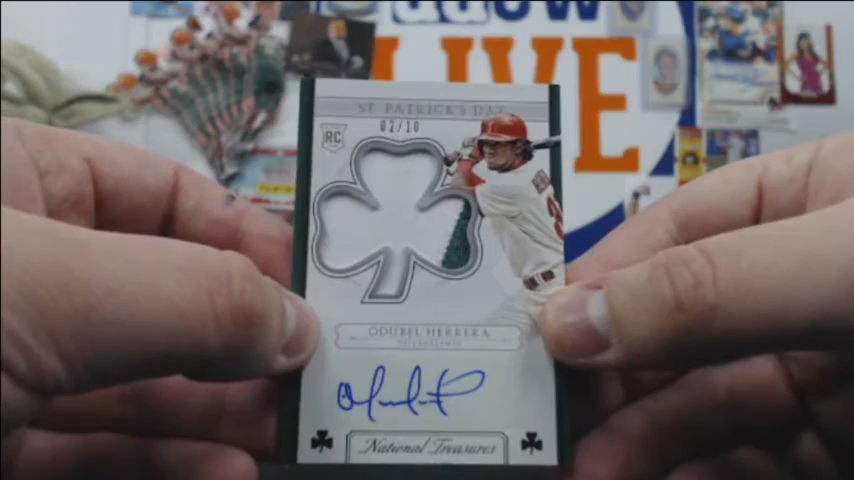 LIVE
ST. PATRICK'S DAY
02/10
RC
ODUBEL HERRERA
PHILADELPHIA
National Treasures